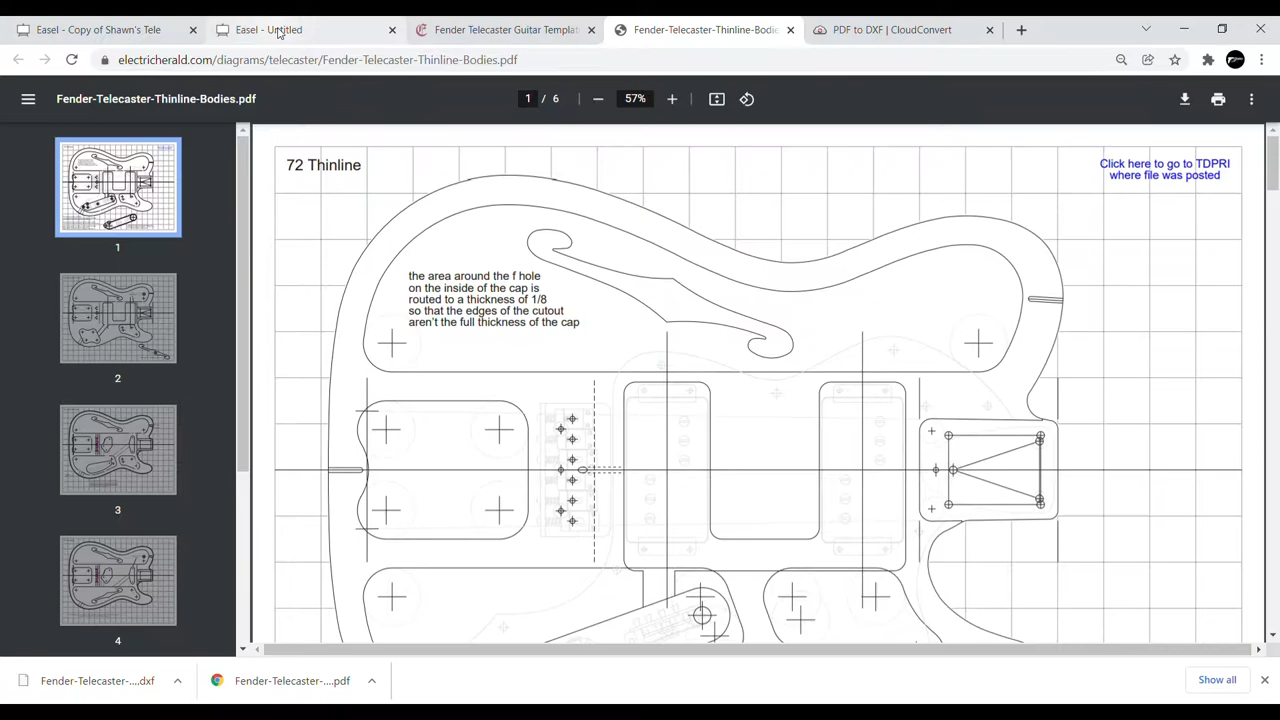 Easel - Copy of Shawn's Tele
Easel - Untitled
Fender Telecaster Guitar Templat
Fender-Telecaster-Thinline-Bodie
PDF to DXF | CloudConvert
electricherald.com/diagrams/telecaster/Fender-Telecaster-Thinline-Bodies.pdf
Fender-Telecaster-Thinline-Bodies.pdf
1 / 6
57%
1
2
3
4
72 Thinline
Click here to go to TDPRI
where file was posted
the area around the f hole
on the inside of the cap is
routed to a thickness of 1/8
so that the edges of the cutout
aren't the full thickness of the cap
Fender-Telecaster-....dxf
Fender-Telecaster-....pdf
Show all